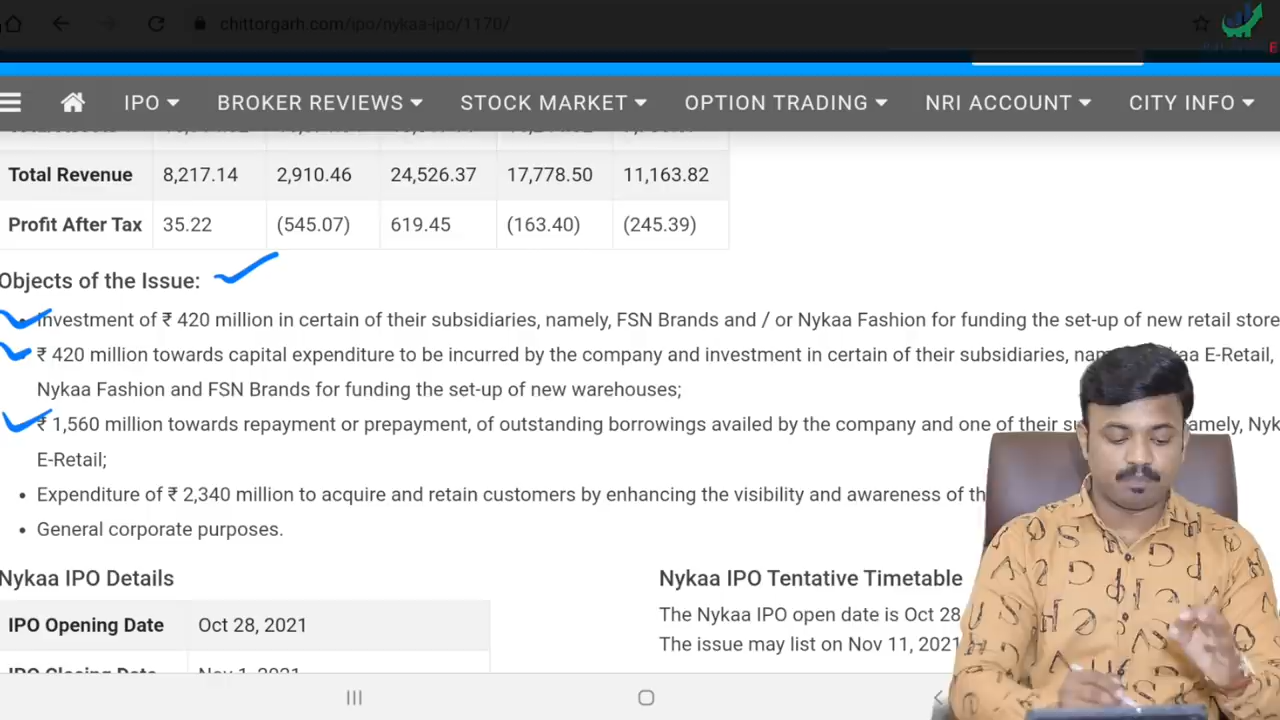 chittorgarh.com/ipo/nykaa-ipo/1170/
IPO BROKER REVIEWS STOCK MARKET OPTION TRADING NRI ACCOUNT CITY INFO
Total Revenue 8,217.14 2,910.46 24,526.37 17,778.50 11,163.82
Profit After Tax 35.22 (545.07) 619.45 (163.40) (245.39)
Objects of the Issue:
Investment of ₹ 420 million in certain of their subsidiaries, namely, FSN Brands and / or Nykaa Fashion for funding the set-up of new retail store
₹ 420 million towards capital expenditure to be incurred by the company and investment in certain of their subsidiaries, E-Retail,
Nykaa Fashion and FSN Brands for funding the set-up of new warehouses;
₹ 1,560 million towards repayment or prepayment, of outstanding borrowings availed by the company and one of their
E-Retail;
• Expenditure of ₹ 2,340 million to acquire and retain customers by enhancing the visibility and awareness of
• General corporate purposes.
Nykaa IPO Details
Nykaa IPO Tentative Timetable
IPO Opening Date Oct 28, 2021
The Nykaa IPO open date is Oct 28
The issue may list on Nov 11, 2021
IPO Closing Date Nov 1, 2021